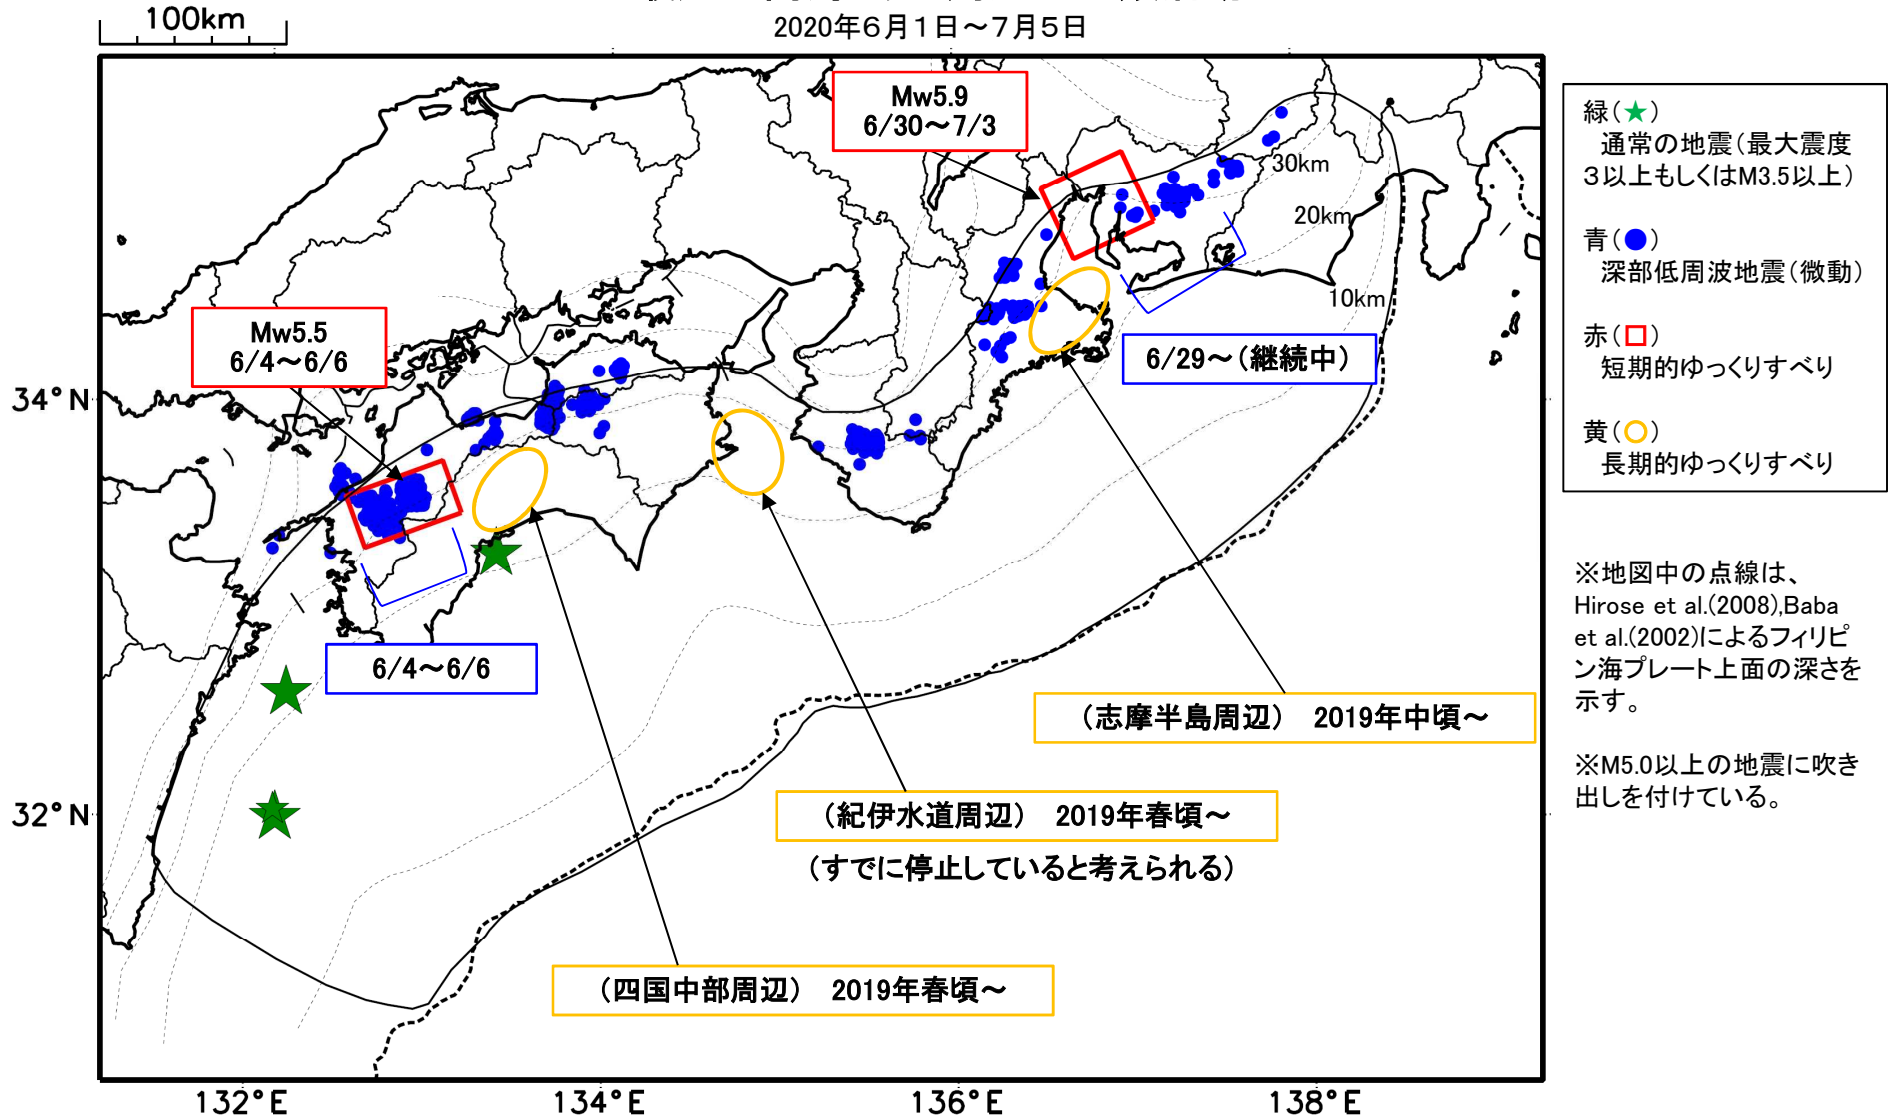 2020年6月1日～7月5日
100km
Mw5.9
6/30～7/3
30km
20km
10km
Mw5.5
6/4～6/6
6/29～（継続中）
34°N
6/4～6/6
（志摩半島周辺）　2019年中頃～
（紀伊水道周辺）　2019年春頃～
（すでに停止していると考えられる）
32°N
（四国中部周辺）　2019年春頃～
132°E
134°E
136°E
138°E
緑（★）
通常の地震（最大震度
３以上もしくはM3.5以上）
青（●）
深部低周波地震（微動）
赤（□）
短期的ゆっくりすべり
黄（○）
長期的ゆっくりすべり
※地図中の点線は、
Hirose et al.(2008),Baba
et al.(2002)によるフィリピ
ン海プレート上面の深さを
示す。
※M5.0以上の地震に吹き
出しを付けている。